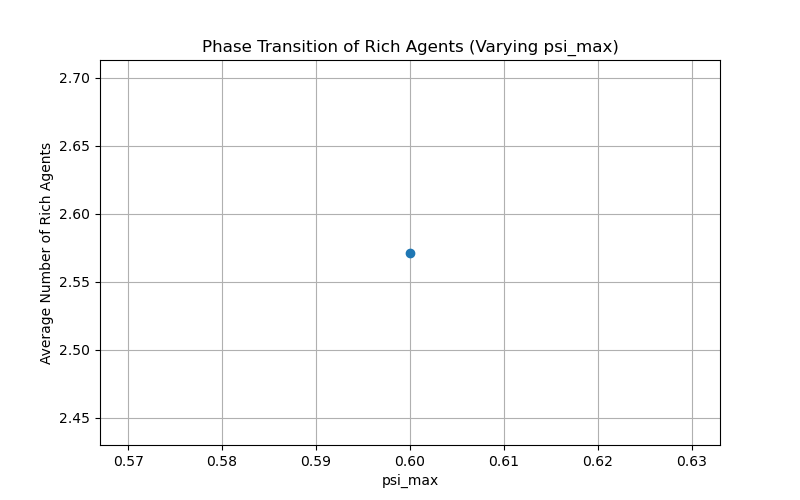 Phase Transition of Rich Agents (Varying psi_max)
Average Number of Rich Agents
2.70
2.65
2.60
2.55
2.50
2.45
0.57 0.58 0.59 0.60 0.61 0.62 0.63
psi_max